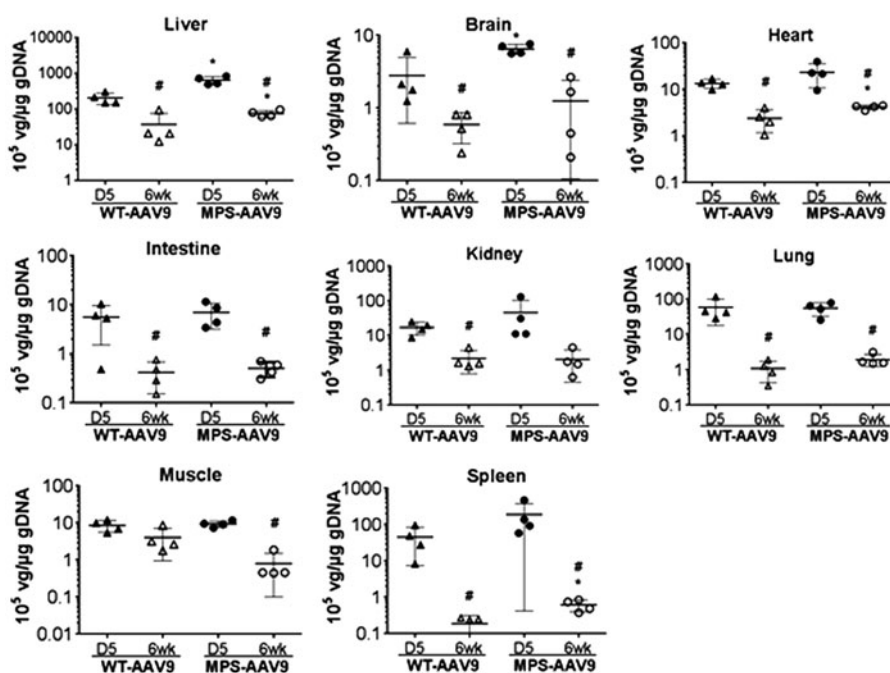 Liver
10⁵ vg/µg gDNA
10000
1000
100
10
1
*
#
#
*
D5 6wk D5 6wk
WT-AAV9 MPS-AAV9
Brain
10⁵ vg/µg gDNA
10
1
0.1
*
#
#
D5 6wk D5 6wk
WT-AAV9 MPS-AAV9
Heart
10⁵ vg/µg gDNA
100
10
1
0.1
#
#
*
D5 6wk D5 6wk
WT-AAV9 MPS-AAV9
Intestine
10⁵ vg/µg gDNA
100
10
1
0.1
#
#
D5 6wk D5 6wk
WT-AAV9 MPS-AAV9
Kidney
10⁵ vg/µg gDNA
1000
100
10
1
0.1
#
D5 6wk D5 6wk
WT-AAV9 MPS-AAV9
Lung
10⁵ vg/µg gDNA
1000
100
10
1
0.1
#
#
D5 6wk D5 6wk
WT-AAV9 MPS-AAV9
Muscle
10⁵ vg/µg gDNA
100
10
1
0.1
0.01
#
D5 6wk D5 6wk
WT-AAV9 MPS-AAV9
Spleen
10⁵ vg/µg gDNA
1000
100
10
1
0.1
#
#
*
D5 6wk D5 6wk
WT-AAV9 MPS-AAV9